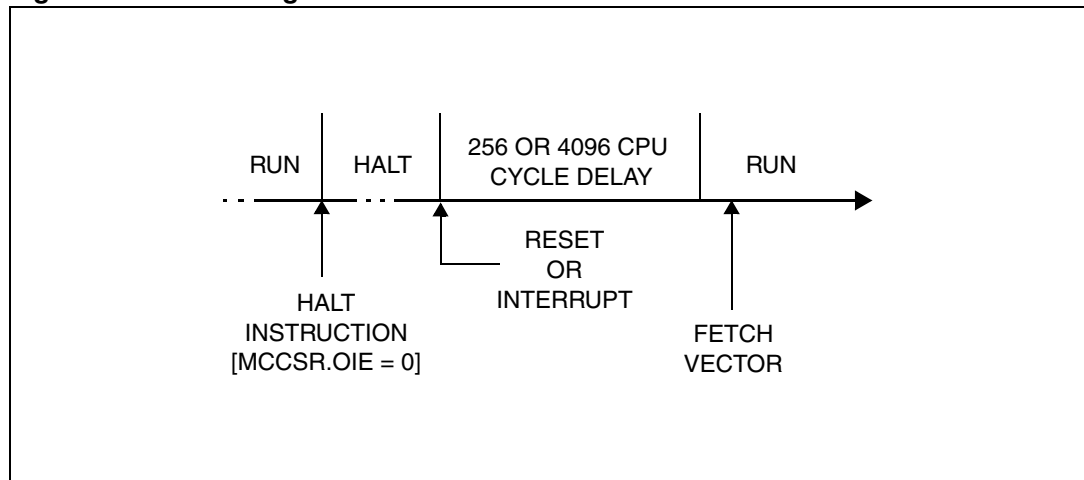 RUN
HALT
256 OR 4096 CPU
CYCLE DELAY
RUN
HALT
INSTRUCTION
[MCCSR.OIE = 0]
RESET
OR
INTERRUPT
FETCH
VECTOR